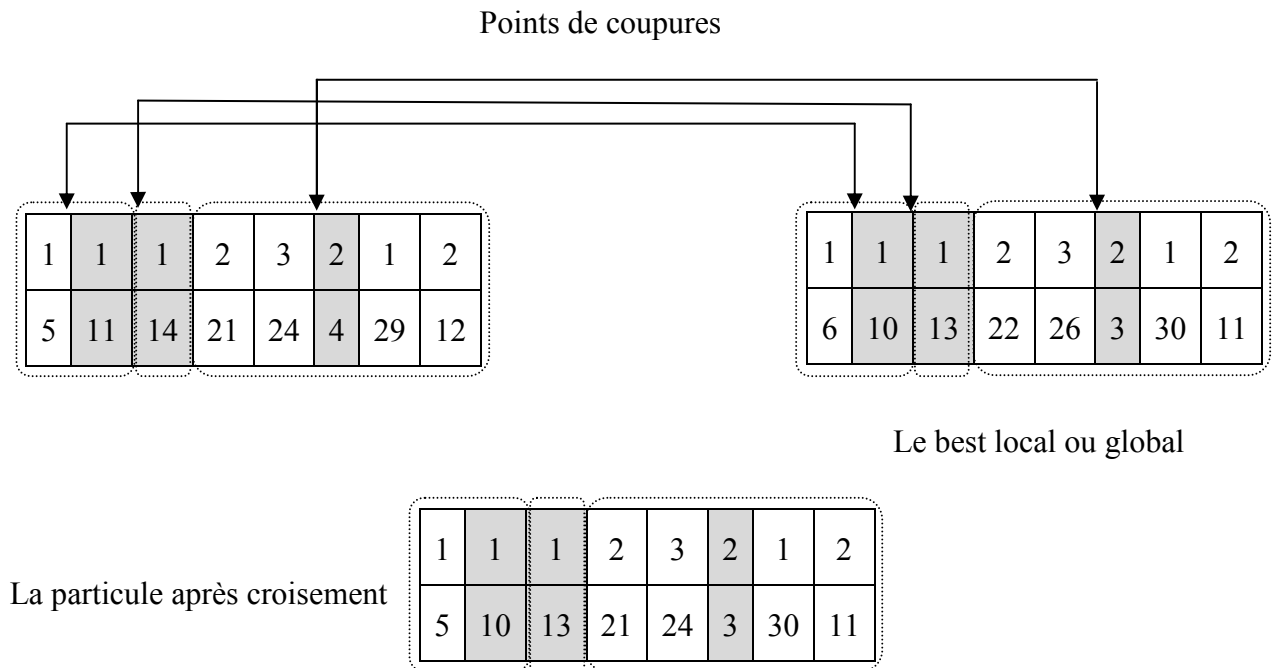 Points de coupures
1 1 1 2 3 2 1 2
5 11 14 21 24 4 29 12
1 1 1 2 3 2 1 2
6 10 13 22 26 3 30 11
Le best local ou global
La particule après croisement
1 1 1 2 3 2 1 2
5 10 13 21 24 3 30 11